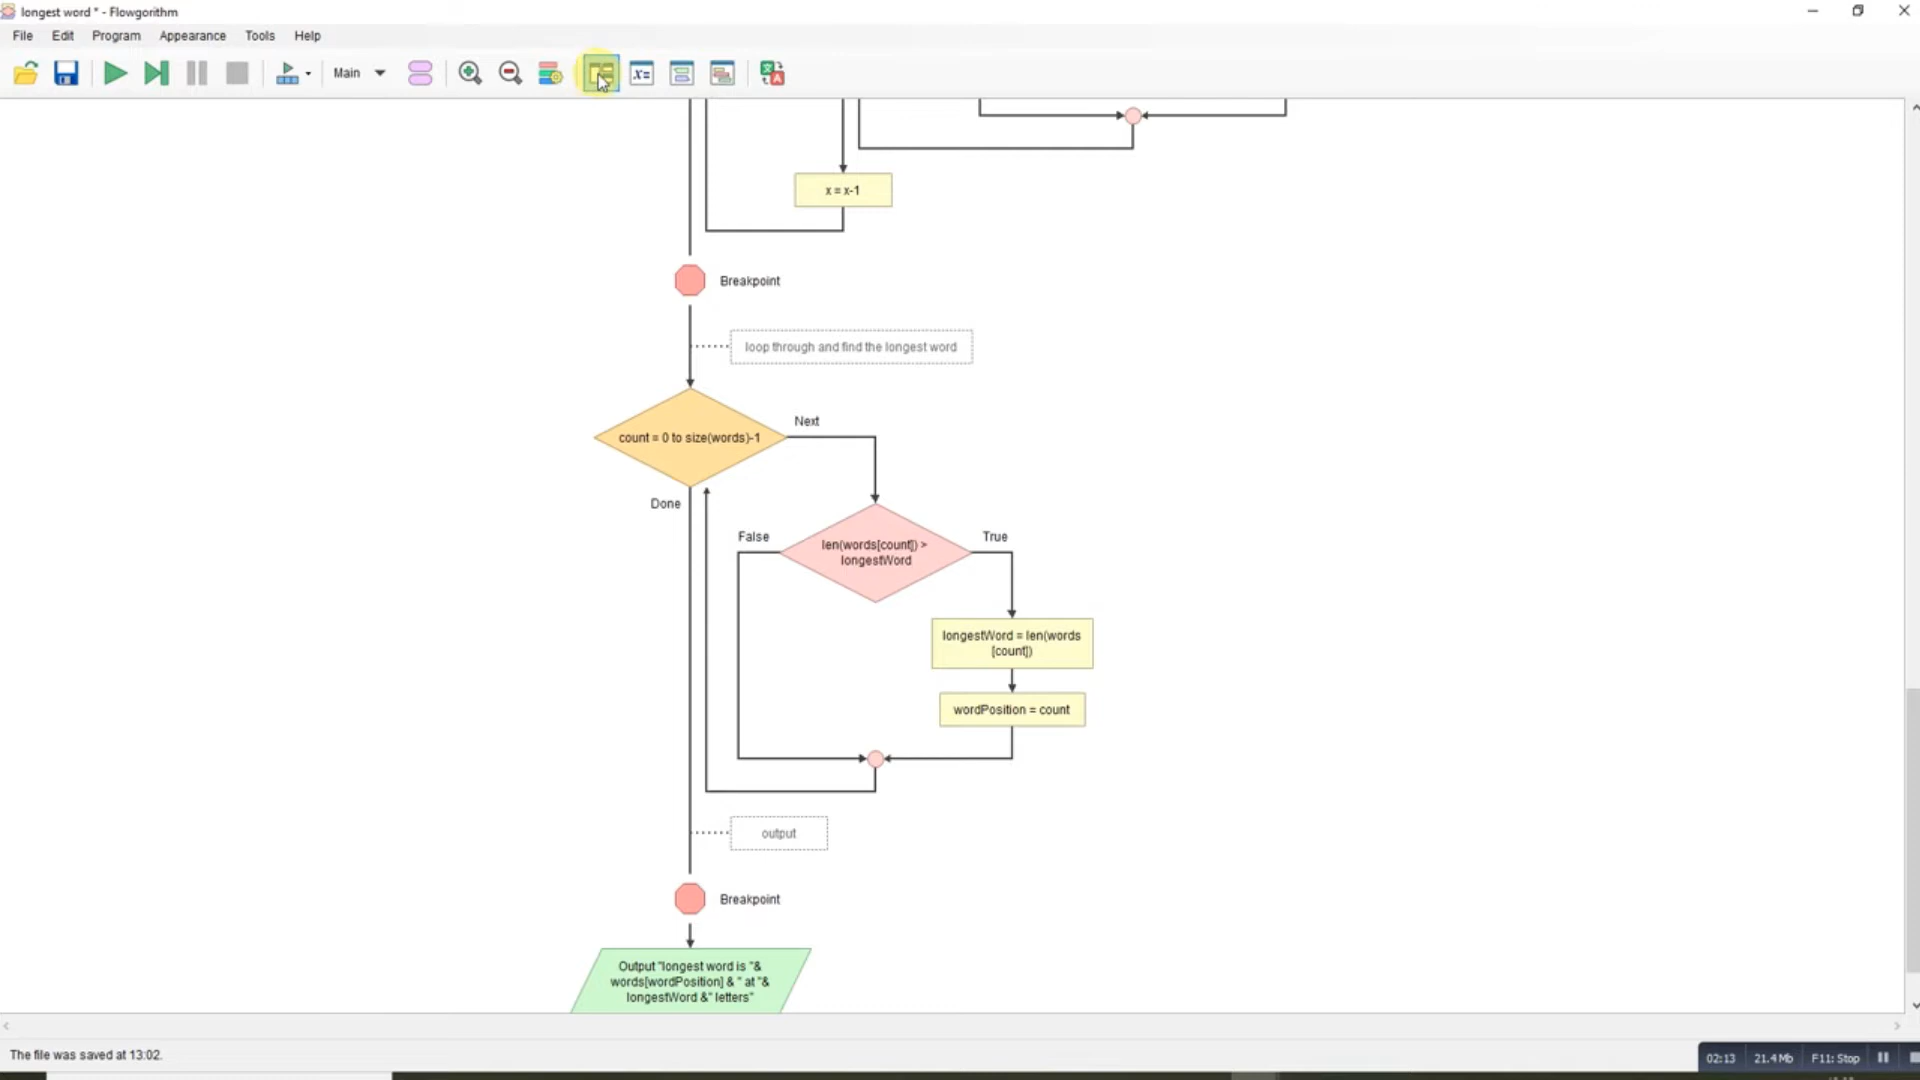 longest word * - Flowgorithm
File Edit Program Appearance Tools Help
Main
x=
A
x = x-1
Breakpoint
loop through and find the longest word
Next
count = 0 to size(words)-1
Done
False
True
len(words[count]) >
longestWord
longestWord = len(words
[count])
wordPosition = count
output
Breakpoint
Output "longest word is "&
words[wordPosition] & " at "&
longestWord &" letters"
The file was saved at 13:02.
02:13 21.4 Mb F11: Stop